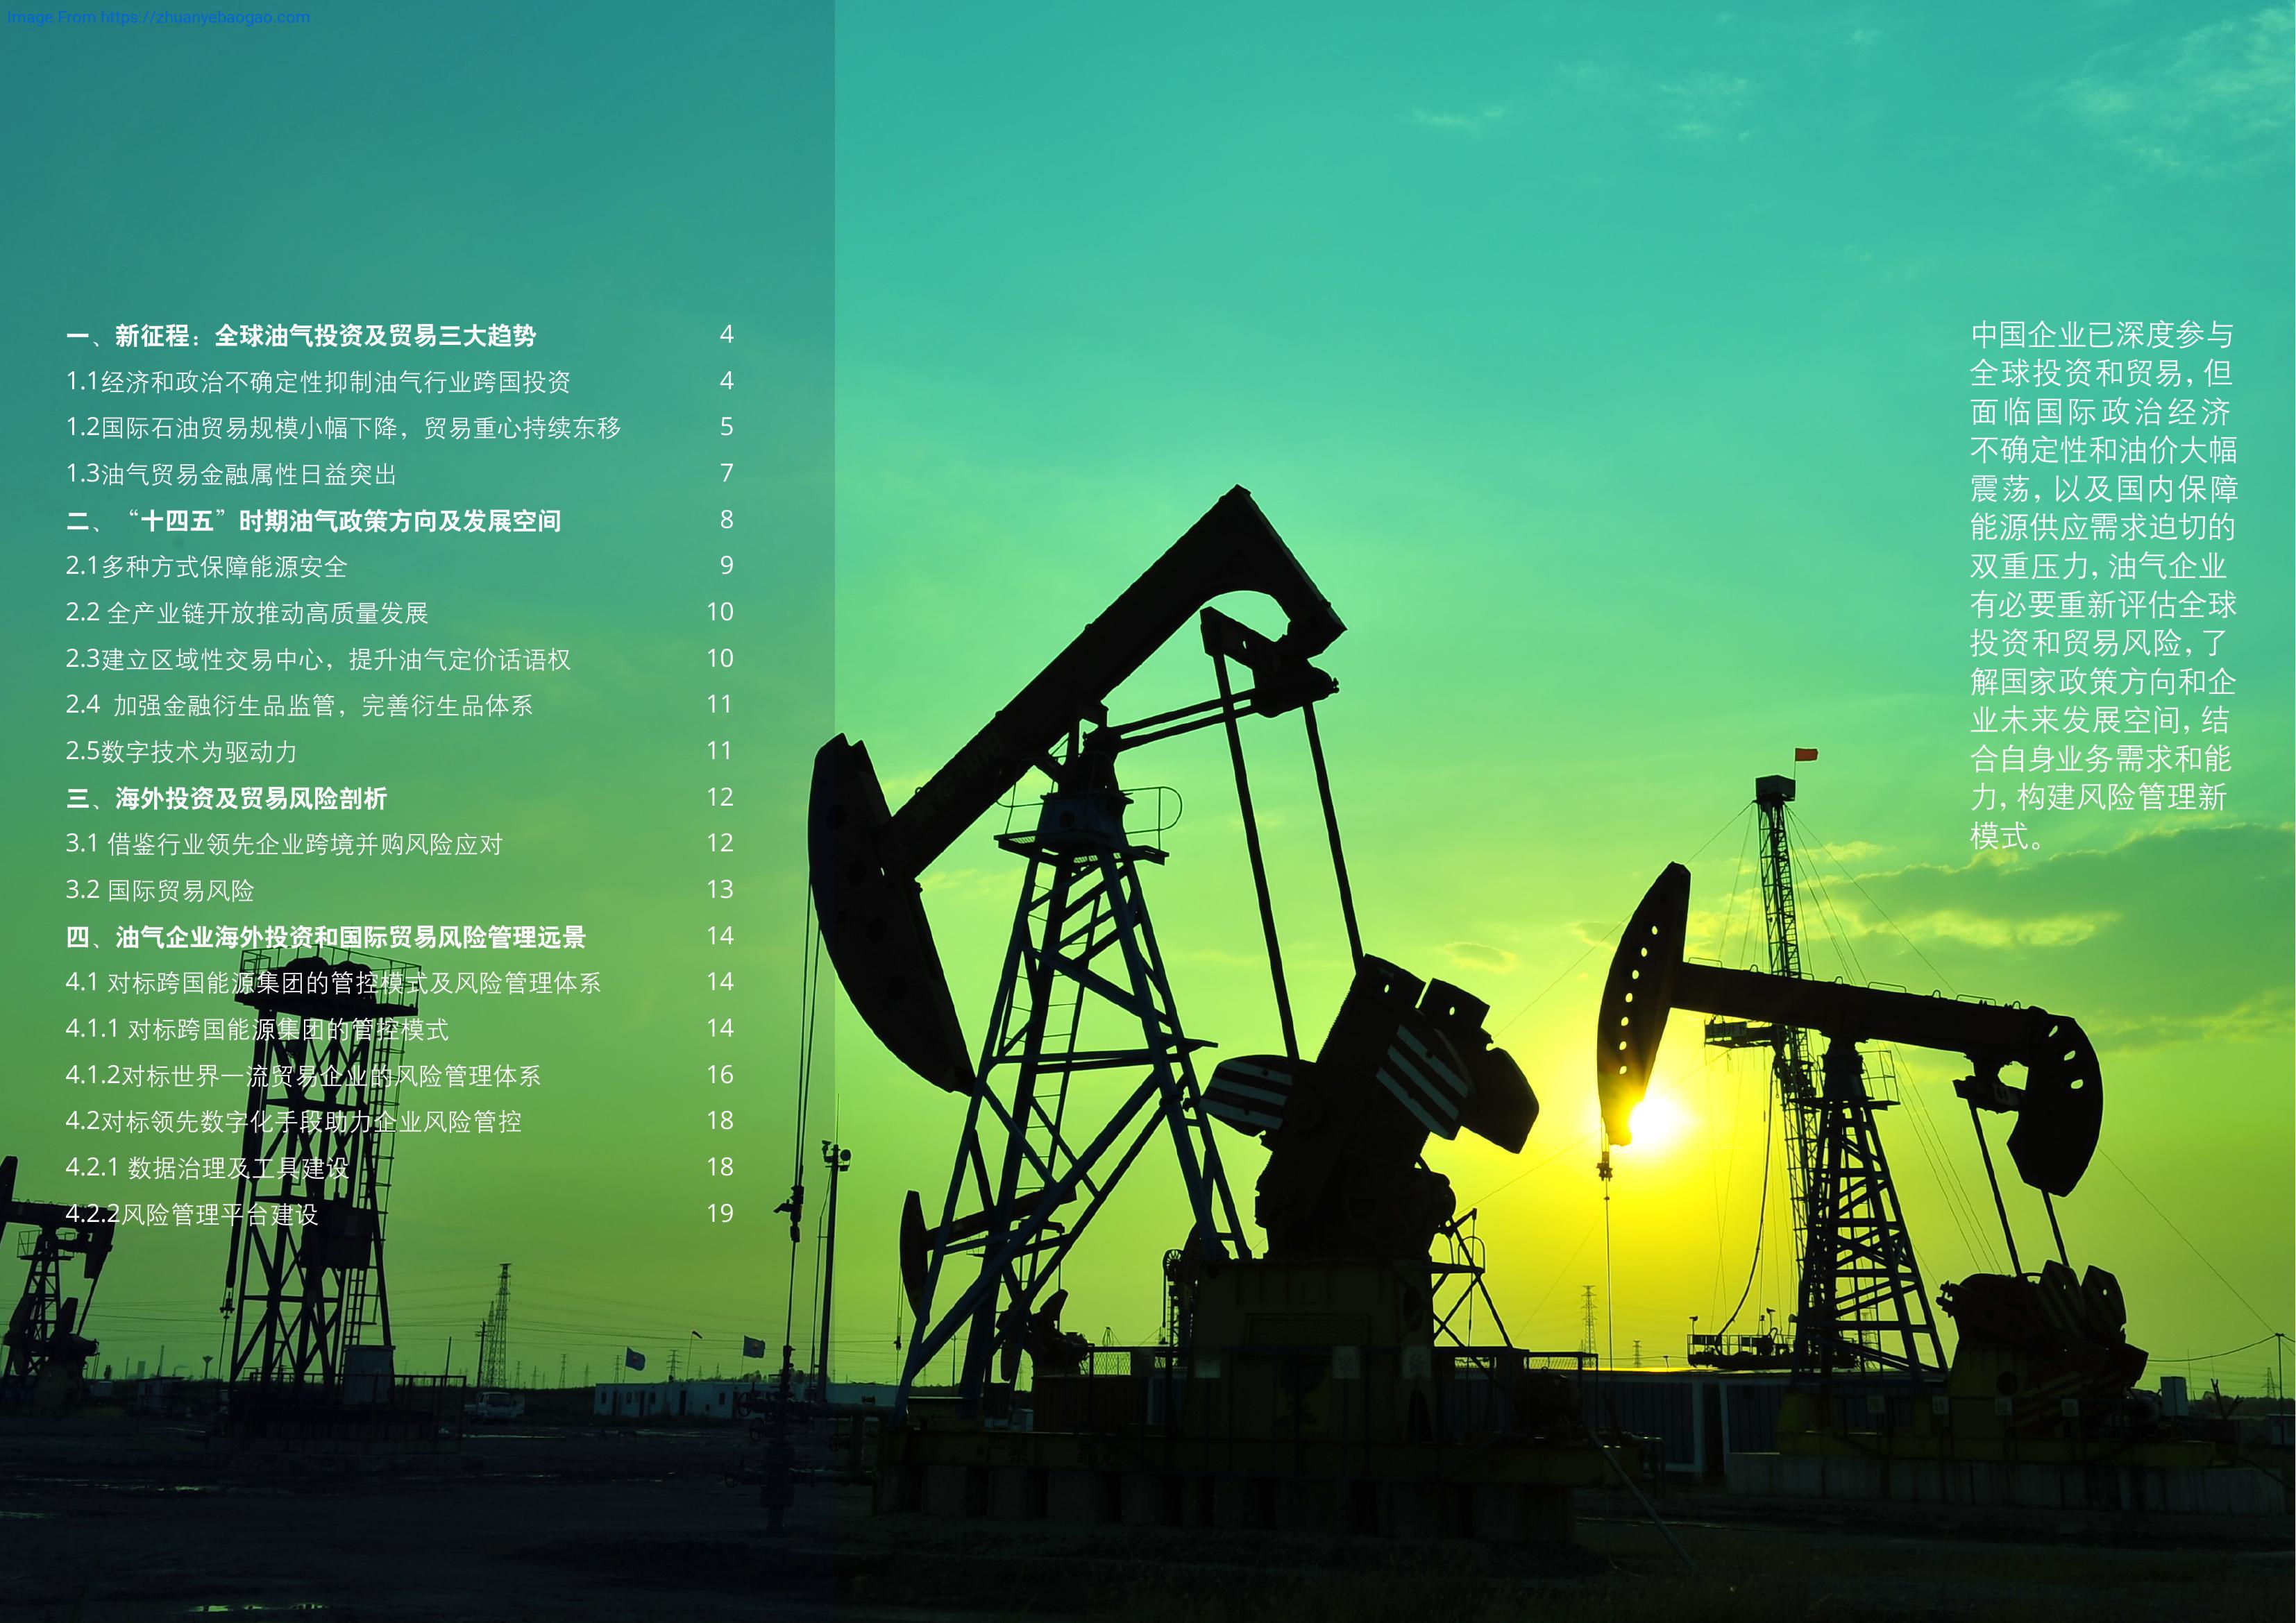 Image From https://zhuanyebaogao.com
一、新征程：全球油气投资及贸易三大趋势 4
1.1经济和政治不确定性抑制油气行业跨国投资 4
1.2国际石油贸易规模小幅下降，贸易重心持续东移 5
1.3油气贸易金融属性日益突出 7
二、“十四五”时期油气政策方向及发展空间 8
2.1多种方式保障能源安全 9
2.2 全产业链开放推动高质量发展 10
2.3建立区域性交易中心，提升油气定价话语权 10
2.4 加强金融衍生品监管，完善衍生品体系 11
2.5数字技术为驱动力 11
三、海外投资及贸易风险剖析 12
3.1 借鉴行业领先企业跨境并购风险应对 12
3.2 国际贸易风险 13
四、油气企业海外投资和国际贸易风险管理远景 14
4.1 对标跨国能源集团的管控模式及风险管理体系 14
4.1.1 对标跨国能源集团的管控模式 14
4.1.2对标世界一流贸易企业的风险管理体系 16
4.2对标领先数字化手段助力企业风险管控 18
4.2.1 数据治理及工具建设 18
4.2.2风险管理平台建设 19
中国企业已深度参与
全球投资和贸易，但
面临国际政治经济
不确定性和油价大幅
震荡，以及国内保障
能源供应需求迫切的
双重压力，油气企业
有必要重新评估全球
投资和贸易风险，了
解国家政策方向和企
业未来发展空间，结
合自身业务需求和能
力，构建风险管理新
模式。